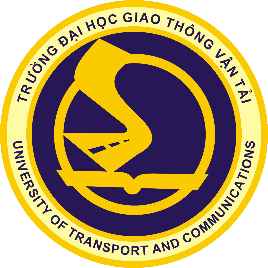 TRƯỜNG ĐẠI HỌC GIAO THÔNG VẬN TẢI
UNIVERSITY OF TRANSPORT AND COMMUNICATIONS